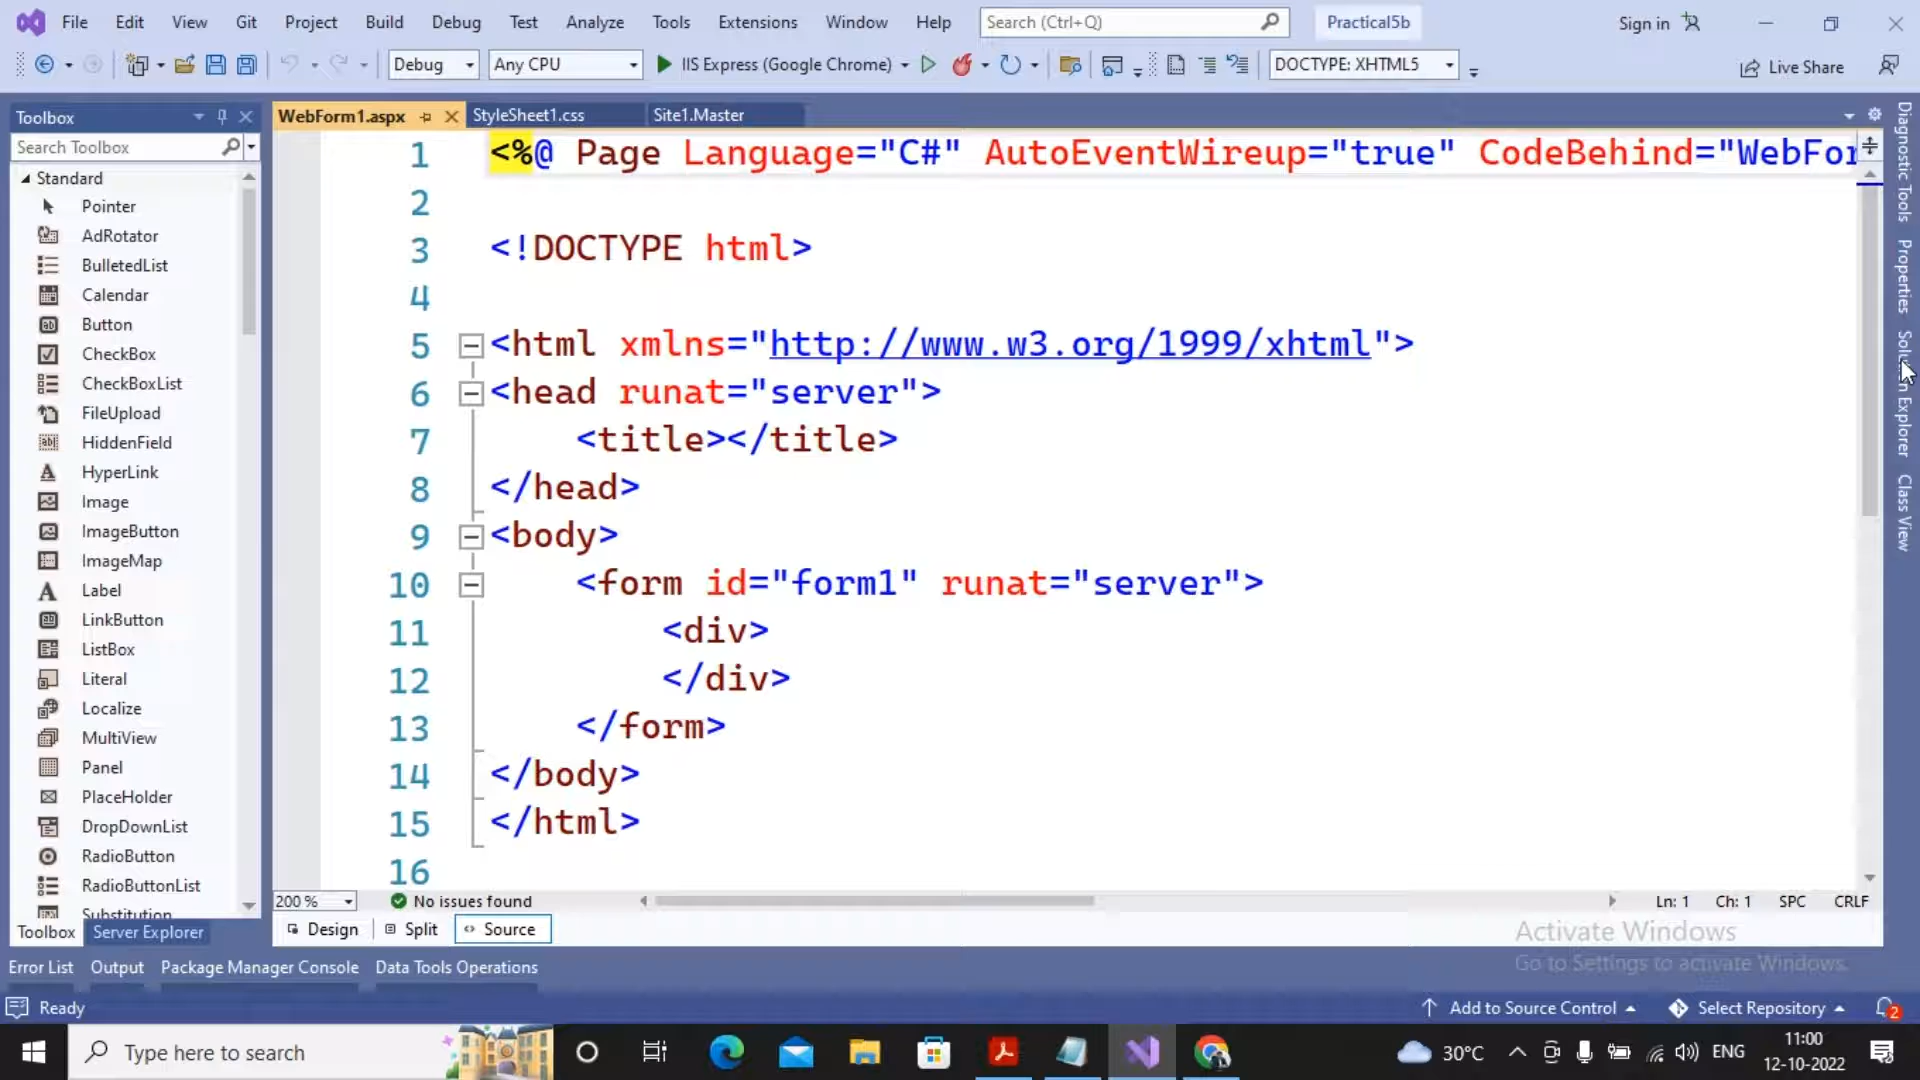 File Edit View Git Project Build Debug Test Analyze Tools Extensions Window Help Search (Ctrl+Q) Practical5b Sign in
Debug Any CPU IIS Express (Google Chrome) DOCTYPE: XHTML5 Live Share
Toolbox
Search Toolbox
Standard
Pointer
AdRotator
BulletedList
Calendar
Button
CheckBox
CheckBoxList
FileUpload
HiddenField
HyperLink
Image
ImageButton
ImageMap
Label
LinkButton
ListBox
Literal
Localize
MultiView
Panel
PlaceHolder
DropDownList
RadioButton
RadioButtonList
Substitution
Toolbox Server Explorer
WebForm1.aspx StyleSheet1.css Site1.Master
1 <%@ Page Language="C#" AutoEventWireup="true" CodeBehind="WebFor
2
3 <!DOCTYPE html>
4
5 <html xmlns="http://www.w3.org/1999/xhtml">
6 <head runat="server">
7 <title></title>
8 </head>
9 <body>
10 <form id="form1" runat="server">
11 <div>
12 </div>
13 </form>
14 </body>
15 </html>
16
200 % No issues found Ln: 1 Ch: 1 SPC CRLF
Design Split Source
Diagnostic Tools
Properties
Explorer
Class View
Activate Windows
Go to Settings to activate Windows.
Error List Output Package Manager Console Data Tools Operations
Ready Add to Source Control Select Repository 2
Type here to search 30°C ENG 11:00
12-10-2022